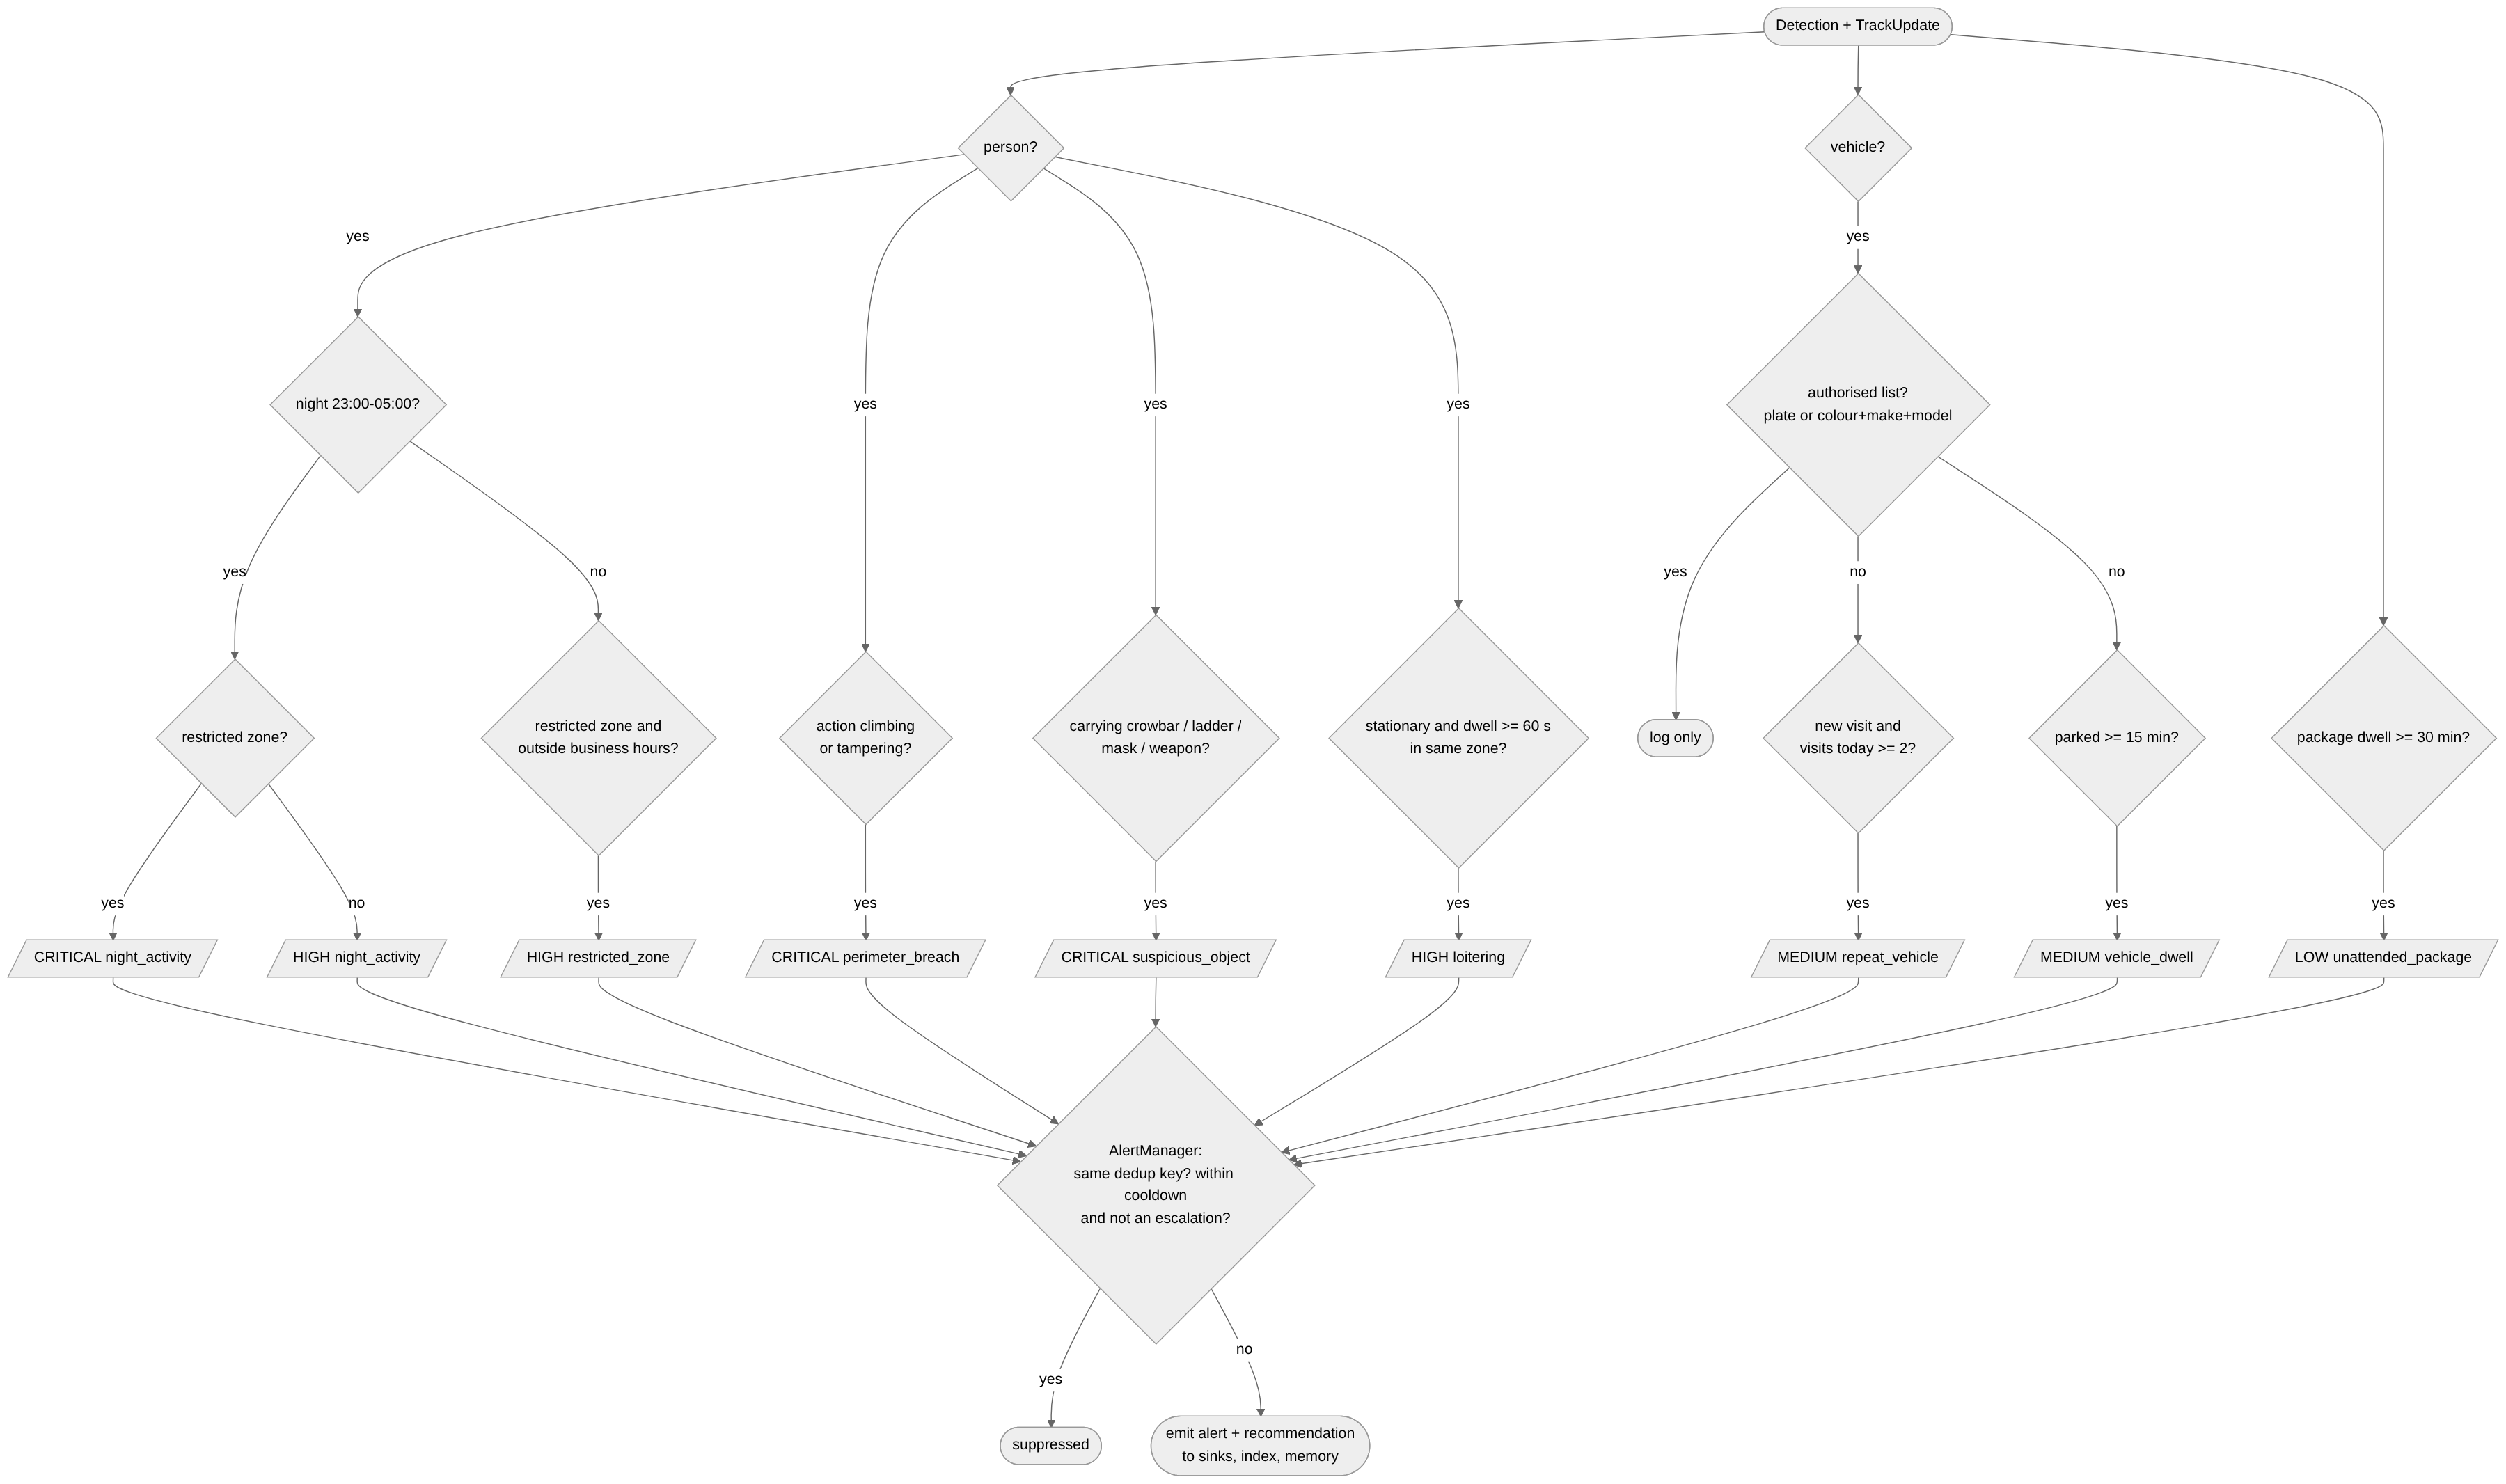 Detection + TrackUpdate
person?
vehicle?
yes
yes
night 23:00-05:00?
yes
yes
yes
authorised list?
plate or colour+make+model
yes
no
yes
no
no
restricted zone?
restricted zone and
outside business hours?
action climbing
or tampering?
carrying crowbar / ladder /
mask / weapon?
stationary and dwell >= 60 s
in same zone?
log only
new visit and
visits today >= 2?
parked >= 15 min?
package dwell >= 30 min?
yes
no
yes
yes
yes
yes
yes
yes
yes
CRITICAL night_activity
HIGH night_activity
HIGH restricted_zone
CRITICAL perimeter_breach
CRITICAL suspicious_object
HIGH loitering
MEDIUM repeat_vehicle
MEDIUM vehicle_dwell
LOW unattended_package
AlertManager:
same dedup key? within
cooldown
and not an escalation?
no
yes
suppressed
emit alert + recommendation
to sinks, index, memory